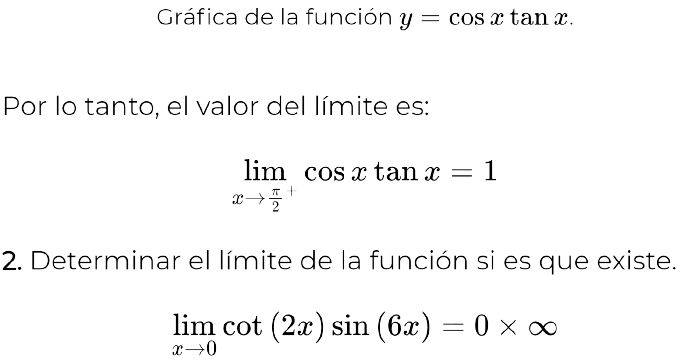 Gráfica de la función y = cos x tan x.
Por lo tanto, el valor del límite es:
lim x→π/2⁺ cos x tan x = 1
2. Determinar el límite de la función si es que existe.
lim x→0 cot (2x) sin (6x) = 0 × ∞